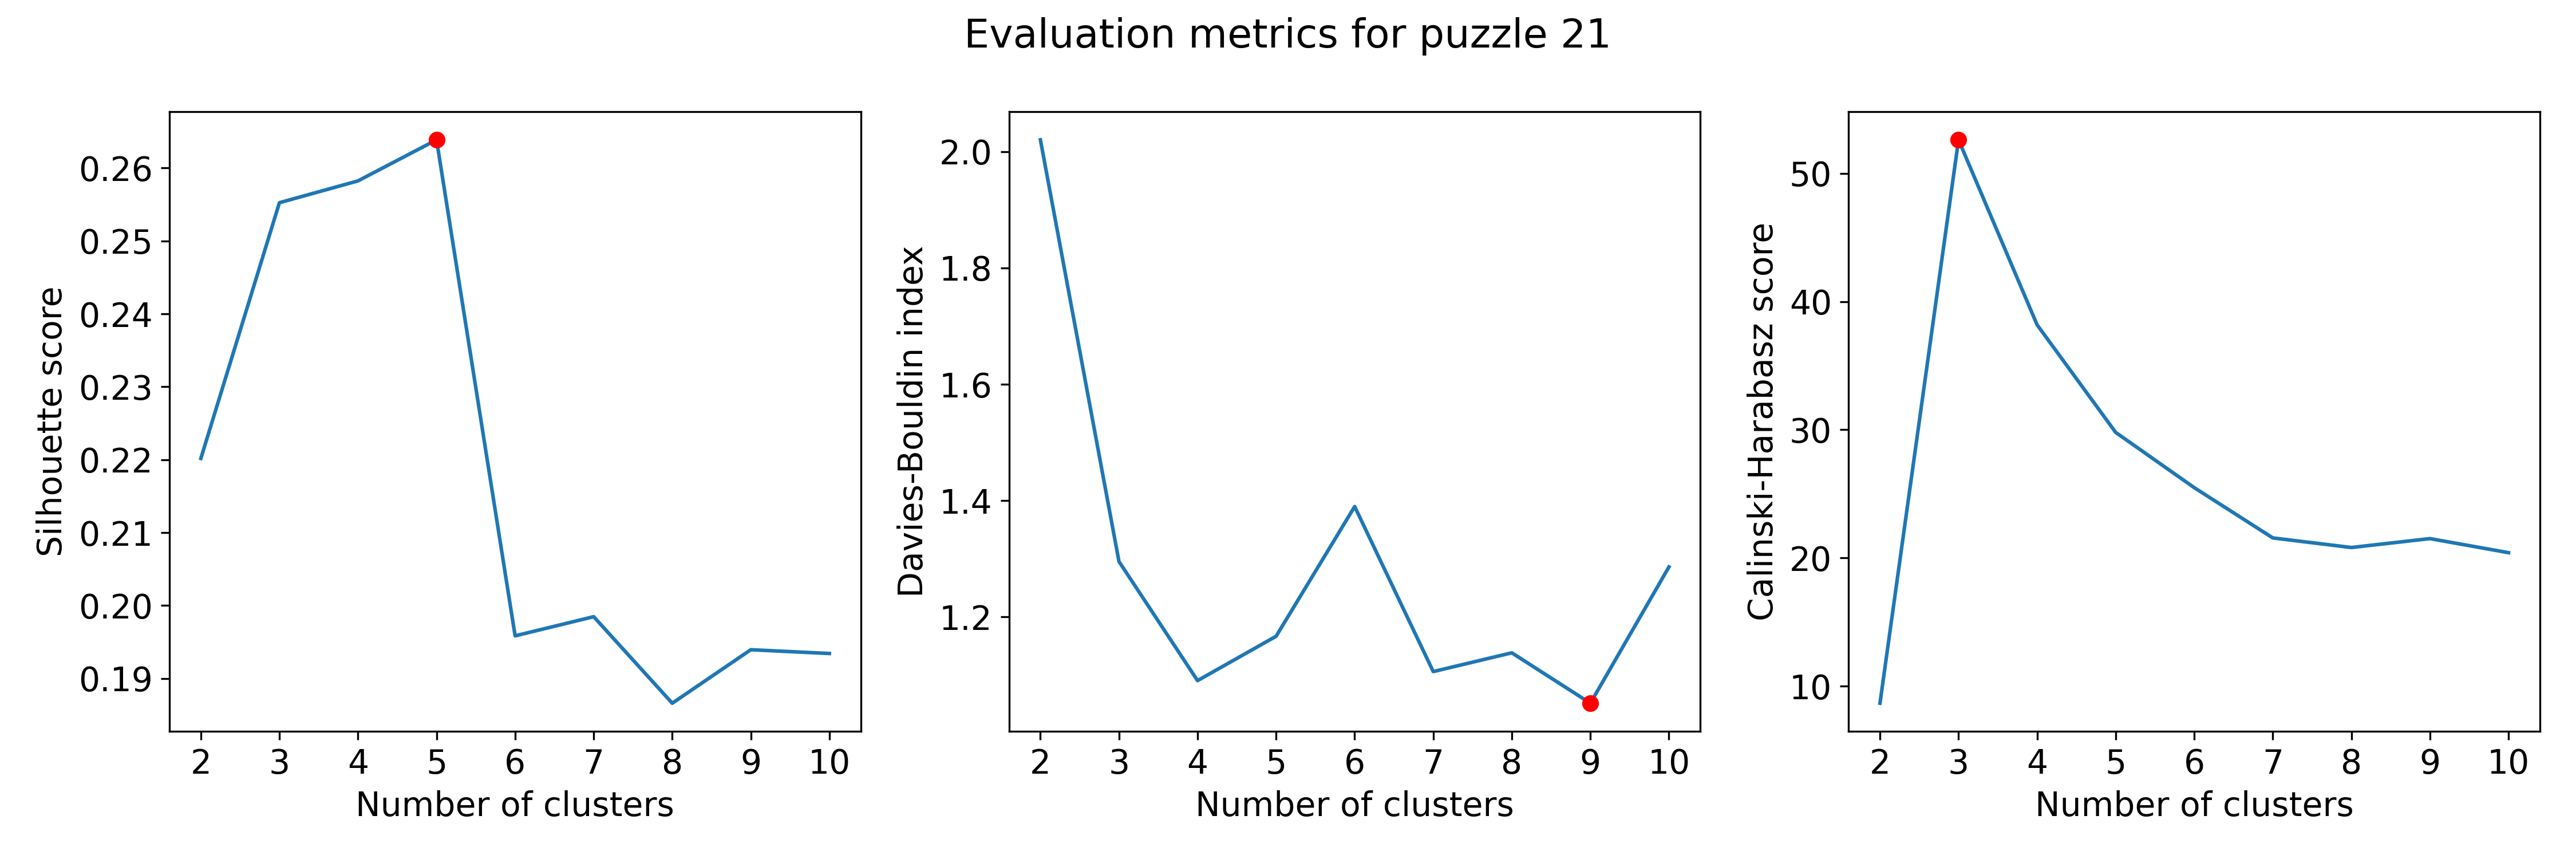 Evaluation metrics for puzzle 21
Silhouette score
0.26
0.25
0.24
0.23
0.22
0.21
0.20
0.19
2 3 4 5 6 7 8 9 10
Number of clusters
Davies-Bouldin index
2.0
1.8
1.6
1.4
1.2
2 3 4 5 6 7 8 9 10
Number of clusters
Calinski-Harabasz score
50
40
30
20
10
2 3 4 5 6 7 8 9 10
Number of clusters